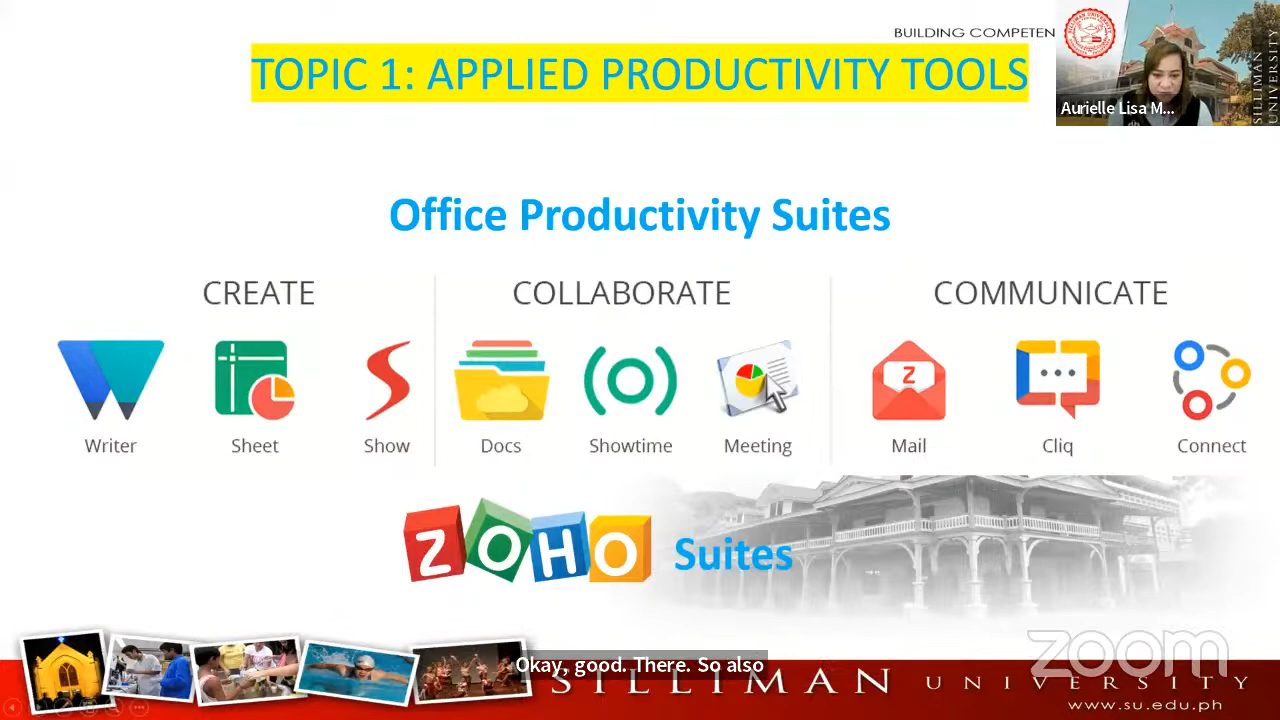 BUILDING COMPETEN
TOPIC 1: APPLIED PRODUCTIVITY TOOLS
SILLIMAN
UNIVERSITY
Aurielle Lisa M...
Office Productivity Suites
CREATE
COLLABORATE
COMMUNICATE
Writer
Sheet
Show
Docs
Showtime
Meeting
Z
Mail
Cliq
Connect
ZOHO Suites
zoom
Okay, good. There. So also
SILLIMAN UNIVERSITY
www.su.edu.ph